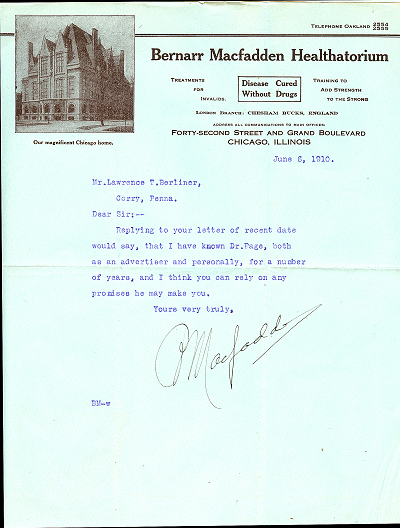 TELEPHONE OAKLAND 2554
2555
Bernarr Macfadden Healthatorium
TREATMENTS
FOR
INVALIDS.
Disease Cured
Without Drugs
TRAINING TO
ADD STRENGTH
TO THE STRONG
LONDON BRANCH: CHESHAM BUCKS, ENGLAND
ADDRESS ALL COMMUNICATIONS TO MAIN OFFICES,
FORTY-SECOND STREET AND GRAND BOULEVARD
CHICAGO, ILLINOIS
Our magnificent Chicago home.
June 8, 1910.
Mr.Lawrence T.Berliner,
Corry, Penna.
Dear Sir:--
Replying to your letter of recent date
would say, that I have known Dr.Page, both
as an advertiser and personally, for a number
of years, and I think you can rely on any
promises he may make you.
Yours very truly,
Macfadden
BM-w